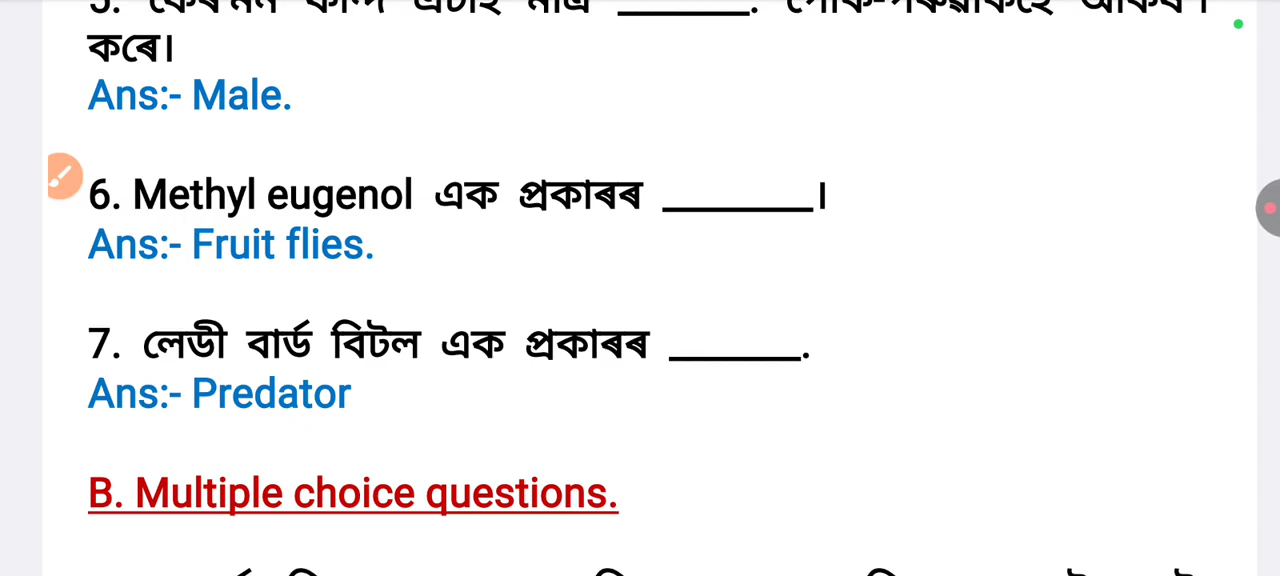 কৰে।
Ans:- Male.
6. Methyl eugenol এক প্ৰকাৰৰ ________।
Ans:- Fruit flies.
7. লেডী বাৰ্ড বিটল এক প্ৰকাৰৰ _______.
Ans:- Predator
B. Multiple choice questions.